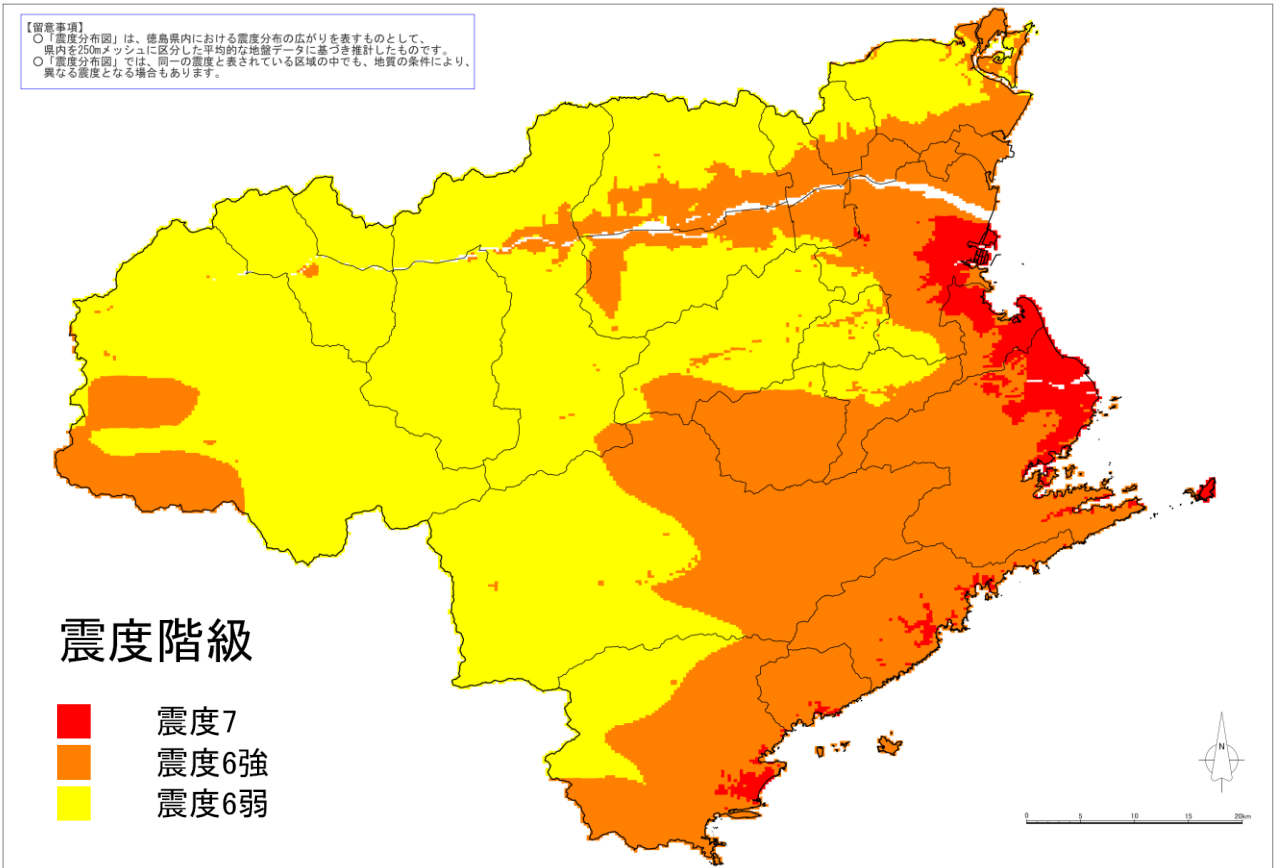 【留意事項】
○「震度分布図」は、徳島県内における震度分布の広がりを表すものとして、
県内を250mメッシュに区分した平均的な地盤データに基づき推計したものです。
○「震度分布図」では、同一の震度と表されている区域の中でも、地質の条件により、
異なる震度となる場合もあります。
震度階級
震度7
震度6強
震度6弱
N
0 5 10 15 20km